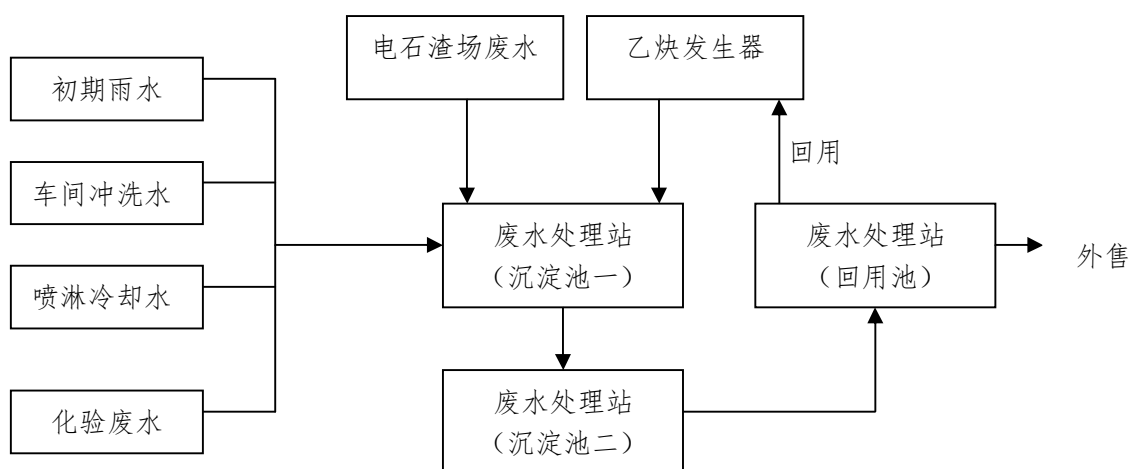 电石渣场废水
乙炔发生器
初期雨水
回用
车间冲洗水
废水处理站
（沉淀池一）
废水处理站
（回用池）
外售
喷淋冷却水
废水处理站
（沉淀池二）
化验废水